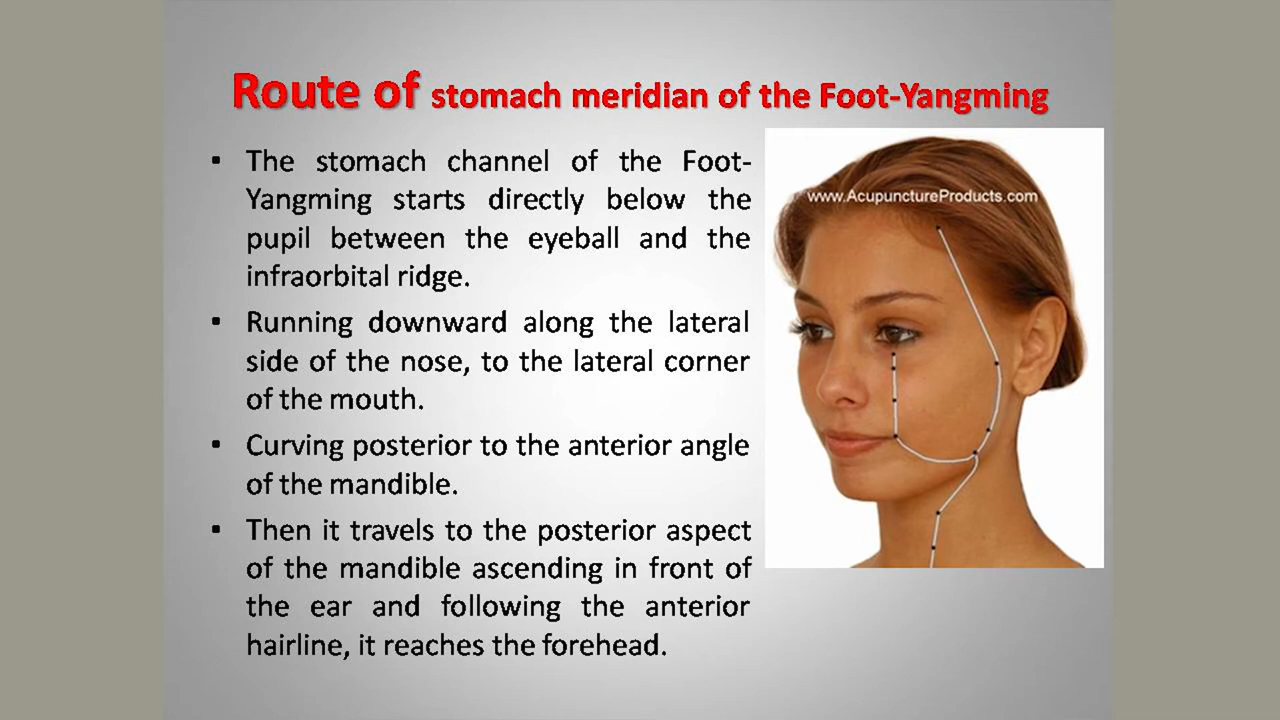 Route of stomach meridian of the Foot-Yangming
• The stomach channel of the Foot-
Yangming starts directly below the
pupil between the eyeball and the
infraorbital ridge.
• Running downward along the lateral
side of the nose, to the lateral corner
of the mouth.
• Curving posterior to the anterior angle
of the mandible.
• Then it travels to the posterior aspect
of the mandible ascending in front of
the ear and following the anterior
hairline, it reaches the forehead.
www.AcupunctureProducts.com